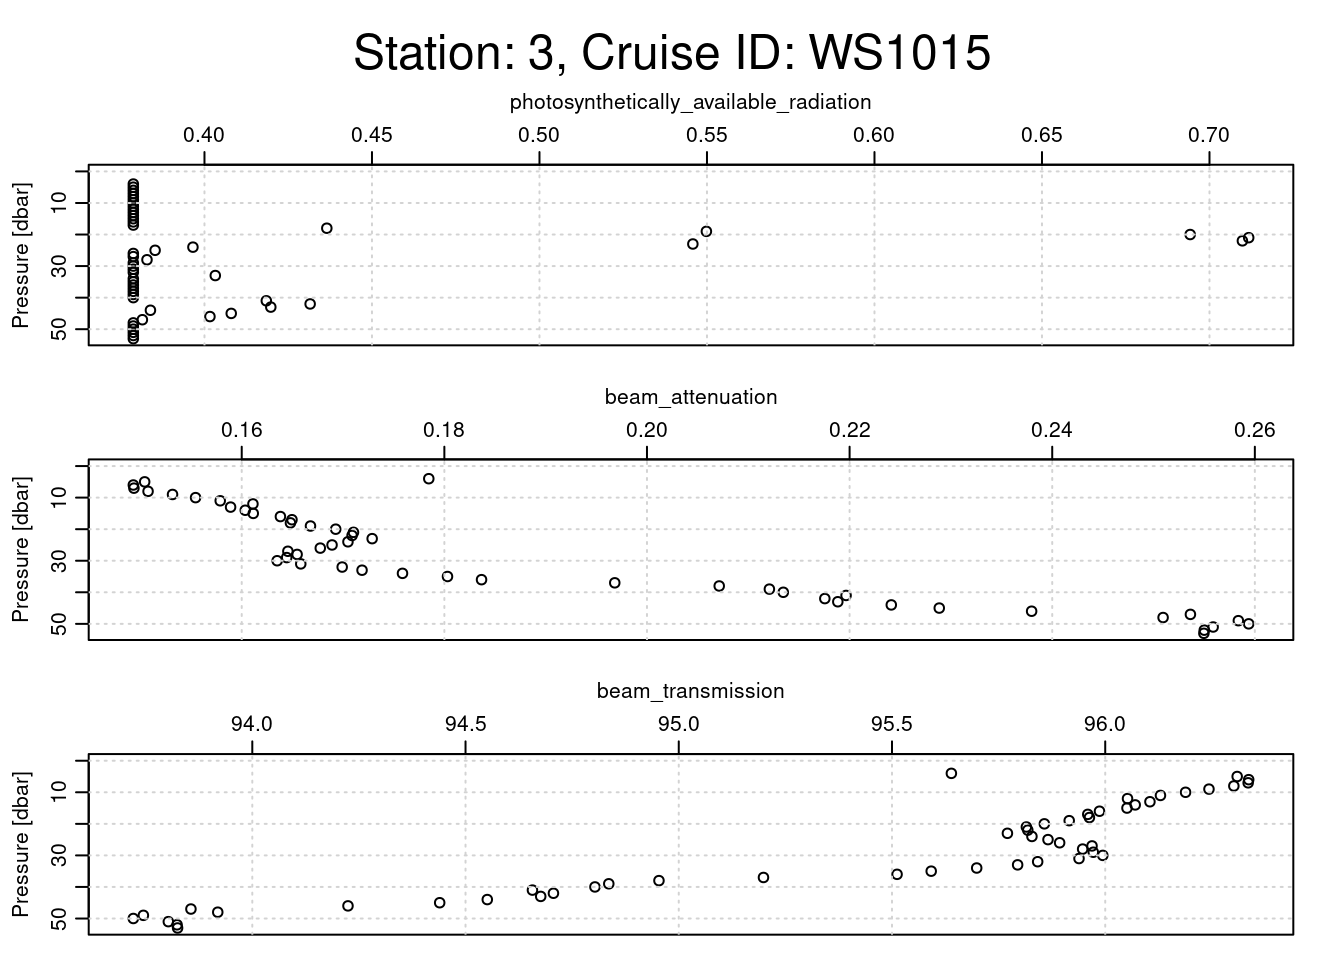 Station: 3, Cruise ID: WS1015
photosynthetically_available_radiation
0.40 0.45 0.50 0.55 0.60 0.65 0.70
Pressure [dbar]
10
30
50
beam_attenuation
0.16 0.18 0.20 0.22 0.24 0.26
Pressure [dbar]
10
30
50
beam_transmission
94.0 94.5 95.0 95.5 96.0
Pressure [dbar]
10
30
50